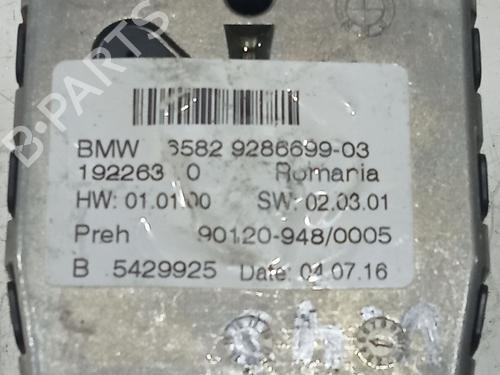 B-PARTS
BMW 6582 9286699-03
192263 0 Romania
HW: 01.01.00 SW: 02.03.01
Preh 90120-948/0005
B 5429925 Date: 04.07.16